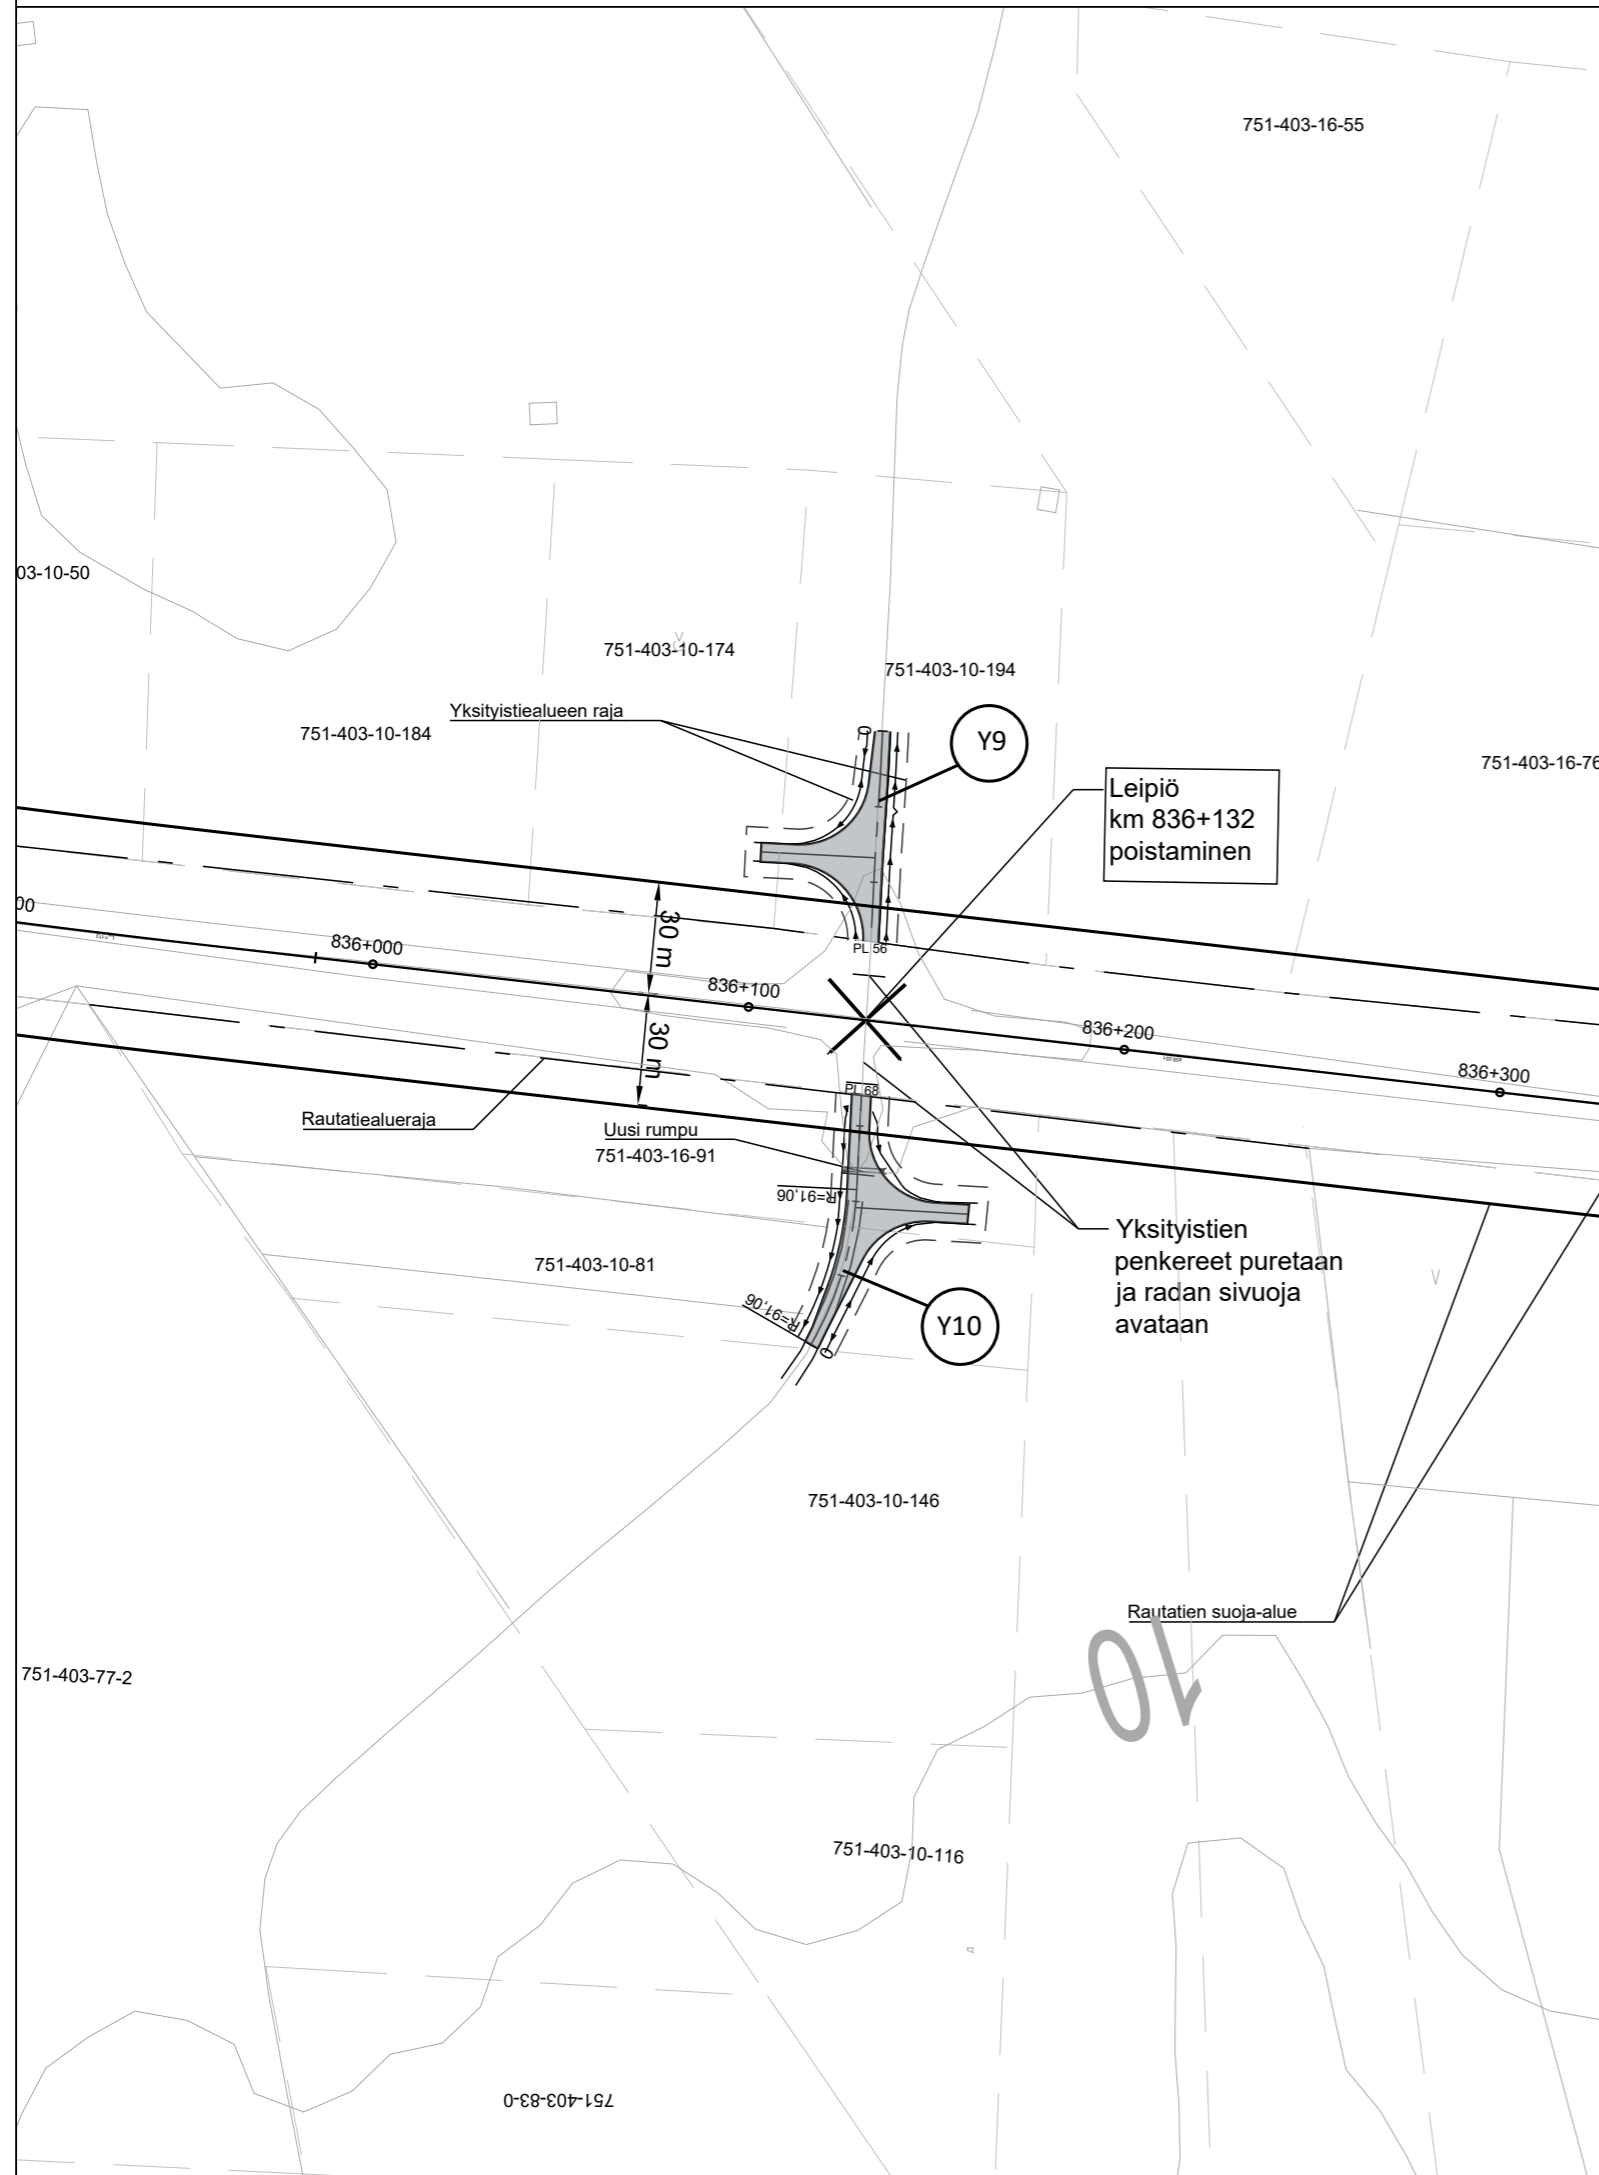 751-403-16-55
03-10-50
751-403-10-174
751-403-10-194
Yksityistiealueen raja
751-403-10-184
Y9
751-403-16-76
Leipiö
km 836+132
poistaminen
00
836+000
30 m
PL 56
836+100
836+200
30 m
836+300
PL 68
Rautatiealueraja
Uusi rumpu
751-403-16-91
R=91,06
Yksityistien
penkereet puretaan
ja radan sivuoja
avataan
751-403-10-81
R=91,06
Y10
0
0
751-403-10-146
Rautatien suoja-alue
10
751-403-77-2
751-403-10-116
751-403-83-0